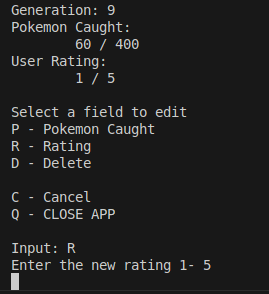 Generation: 9
Pokemon Caught:
60 / 400
User Rating:
1 / 5
Select a field to edit
P - Pokemon Caught
R - Rating
D - Delete
C - Cancel
Q - CLOSE APP
Input: R
Enter the new rating 1- 5